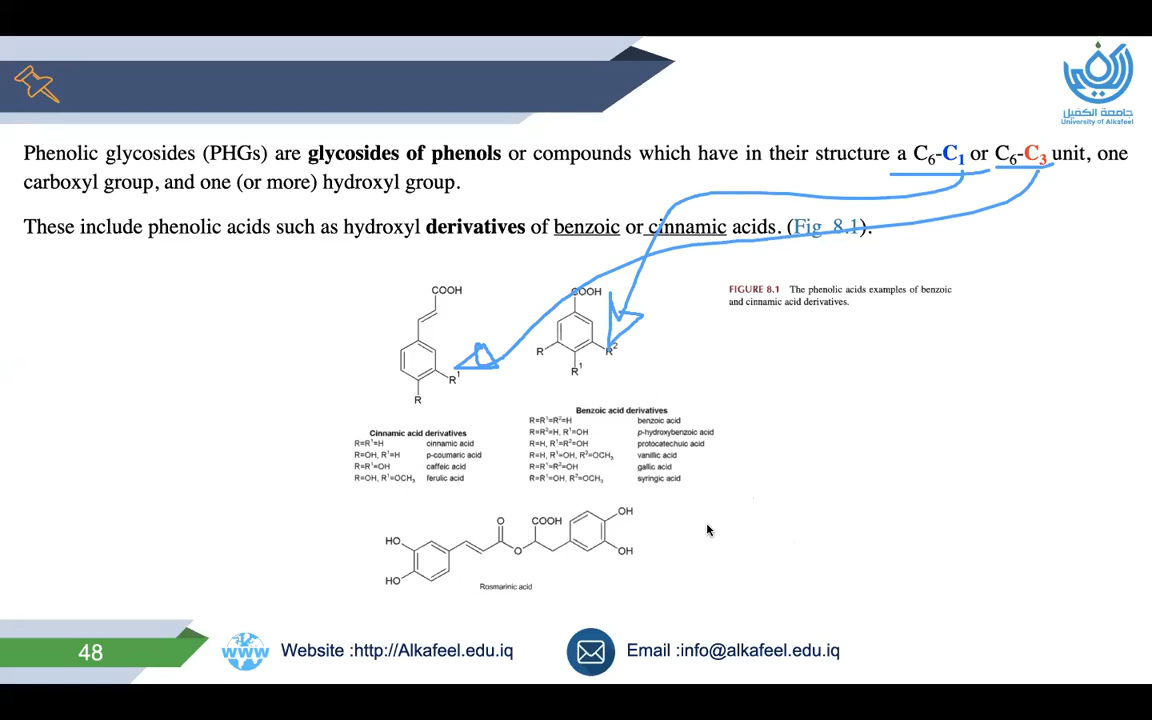 جامعة الكفيل
University of Alkafeel
Phenolic glycosides (PHGs) are glycosides of phenols or compounds which have in their structure a C₆-C₁ or C₆-C₃ unit, one
carboxyl group, and one (or more) hydroxyl group.
These include phenolic acids such as hydroxyl derivatives of benzoic or cinnamic acids. (Fig 8.1).
COOH
R¹
R
COOH
R
R²
R¹
FIGURE 8.1 The phenolic acids examples of benzoic
and cinnamic acid derivatives.
Cinnamic acid derivatives
R=R¹=H cinnamic acid
R=OH, R¹=H p-coumaric acid
R=R¹=OH caffeic acid
R=OH, R¹=OCH₃ ferulic acid
Benzoic acid derivatives
R=R¹=R²=H benzoic acid
R=R²=H, R¹=OH p-hydroxybenzoic acid
R=H, R¹=R²=OH protocatechuic acid
R=H, R¹=OH, R²=OCH₃ vanillic acid
R=R¹=R²=OH gallic acid
R=R¹=OH, R²=OCH₃ syringic acid
HO
HO
O
O
COOH
OH
OH
Rosmarinic acid
48
www
Website :http://Alkafeel.edu.iq
Email :info@alkafeel.edu.iq